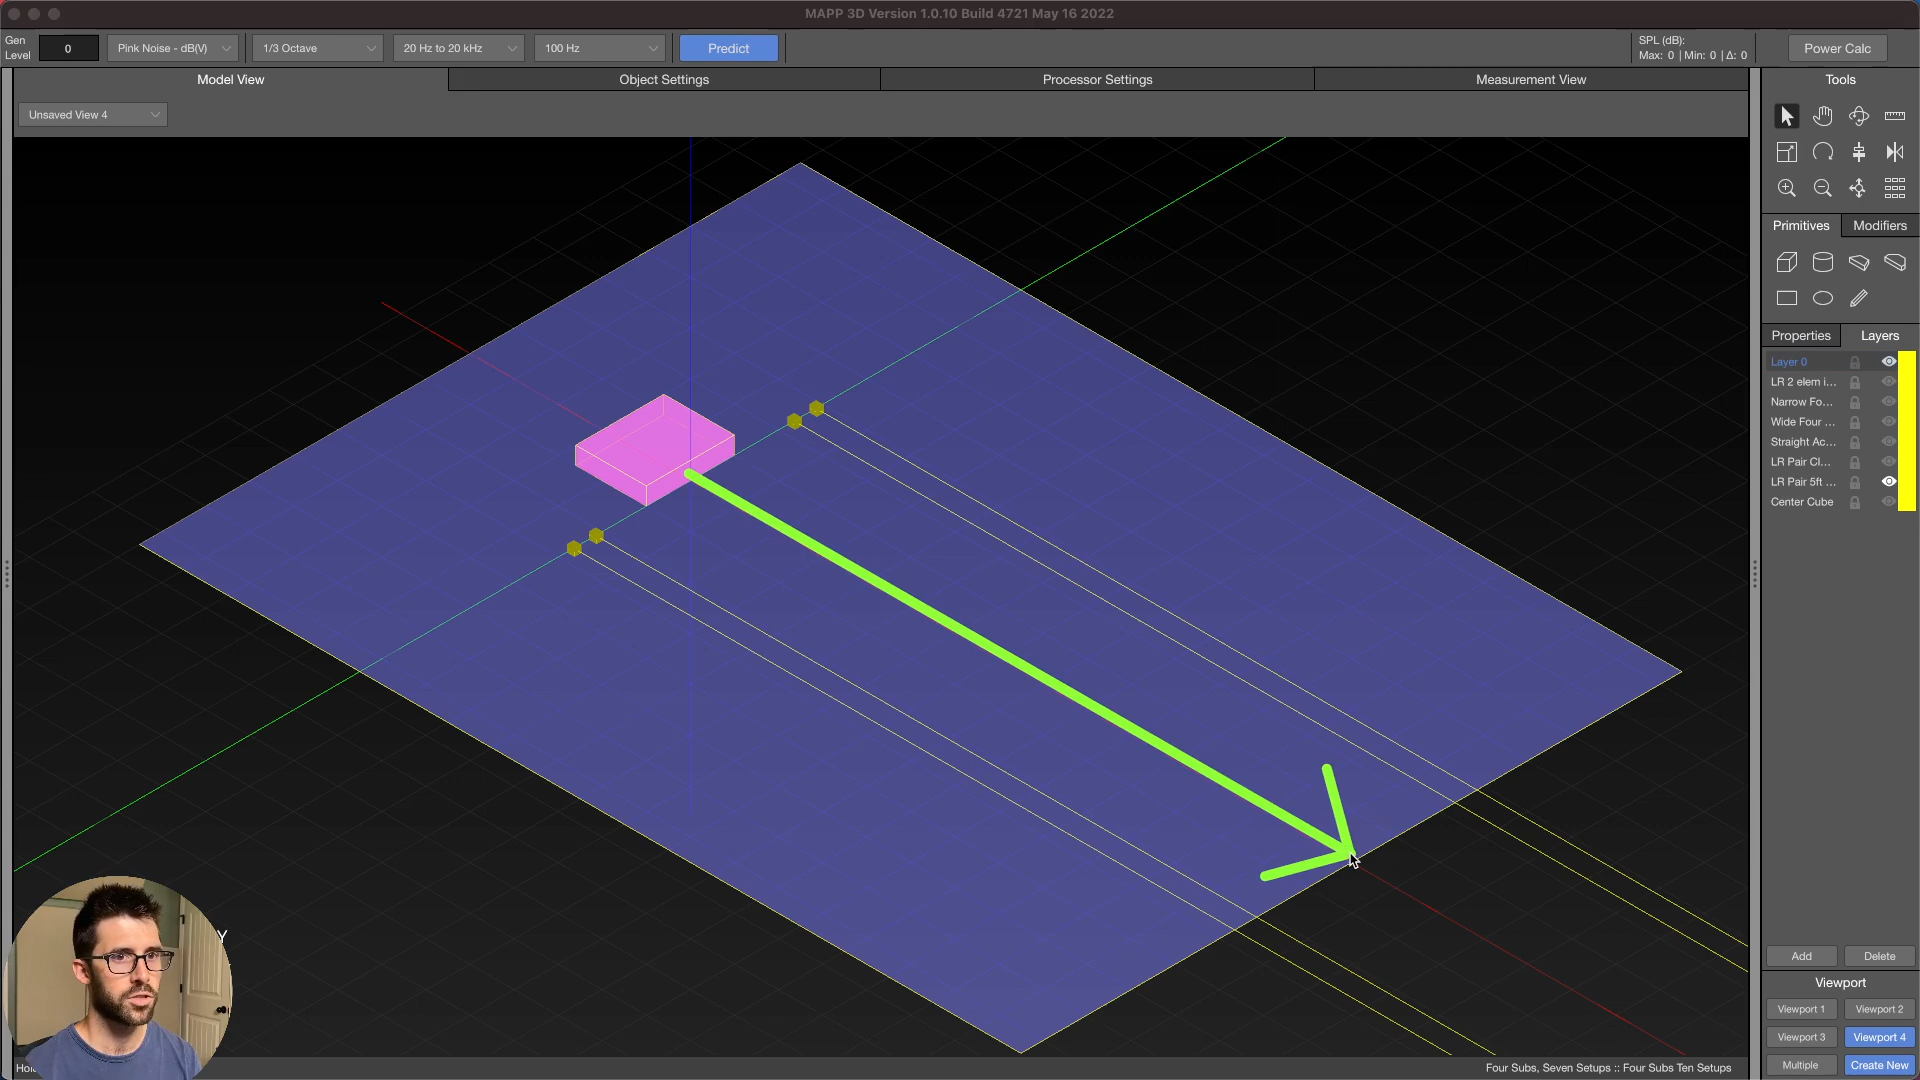 MAPP 3D Version 1.0.10 Build 4721 May 16 2022
Gen
Level
0
Pink Noise - dB(V)
1/3 Octave
20 Hz to 20 kHz
100 Hz
Predict
SPL (dB):
Max: 0 | Min: 0 | Δ: 0
Power Calc
Model View
Object Settings
Processor Settings
Measurement View
Tools
Unsaved View 4
Primitives
Modifiers
Properties
Layers
Layer 0
LR 2 elem i...
Narrow Fo...
Wide Four ...
Straight Ac...
LR Pair Cl...
LR Pair 5ft ...
Center Cube
Y
Add
Delete
Viewport
Viewport 1
Viewport 2
Viewport 3
Viewport 4
Multiple
Create New
Four Subs, Seven Setups :: Four Subs Ten Setups